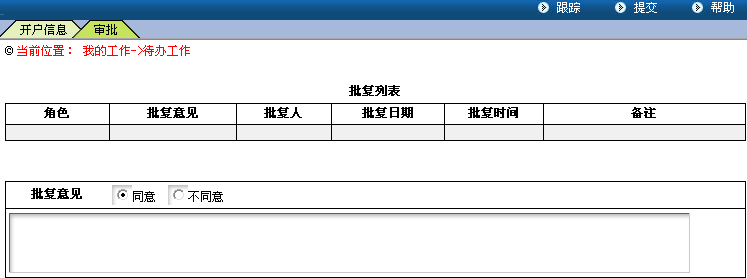 跟踪 提交 帮助
开户信息 审批
© 当前位置： 我的工作->待办工作
批复列表
角色 批复意见 批复人 批复日期 批复时间 备注
批复意见 同意 不同意